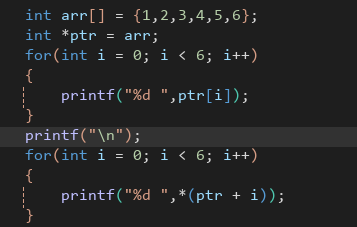 int arr[] = {1,2,3,4,5,6};
int *ptr = arr;
for(int i = 0; i < 6; i++)
{
    printf("%d ",ptr[i]);
}
printf("\n");
for(int i = 0; i < 6; i++)
{
    printf("%d ",*(ptr + i));
}